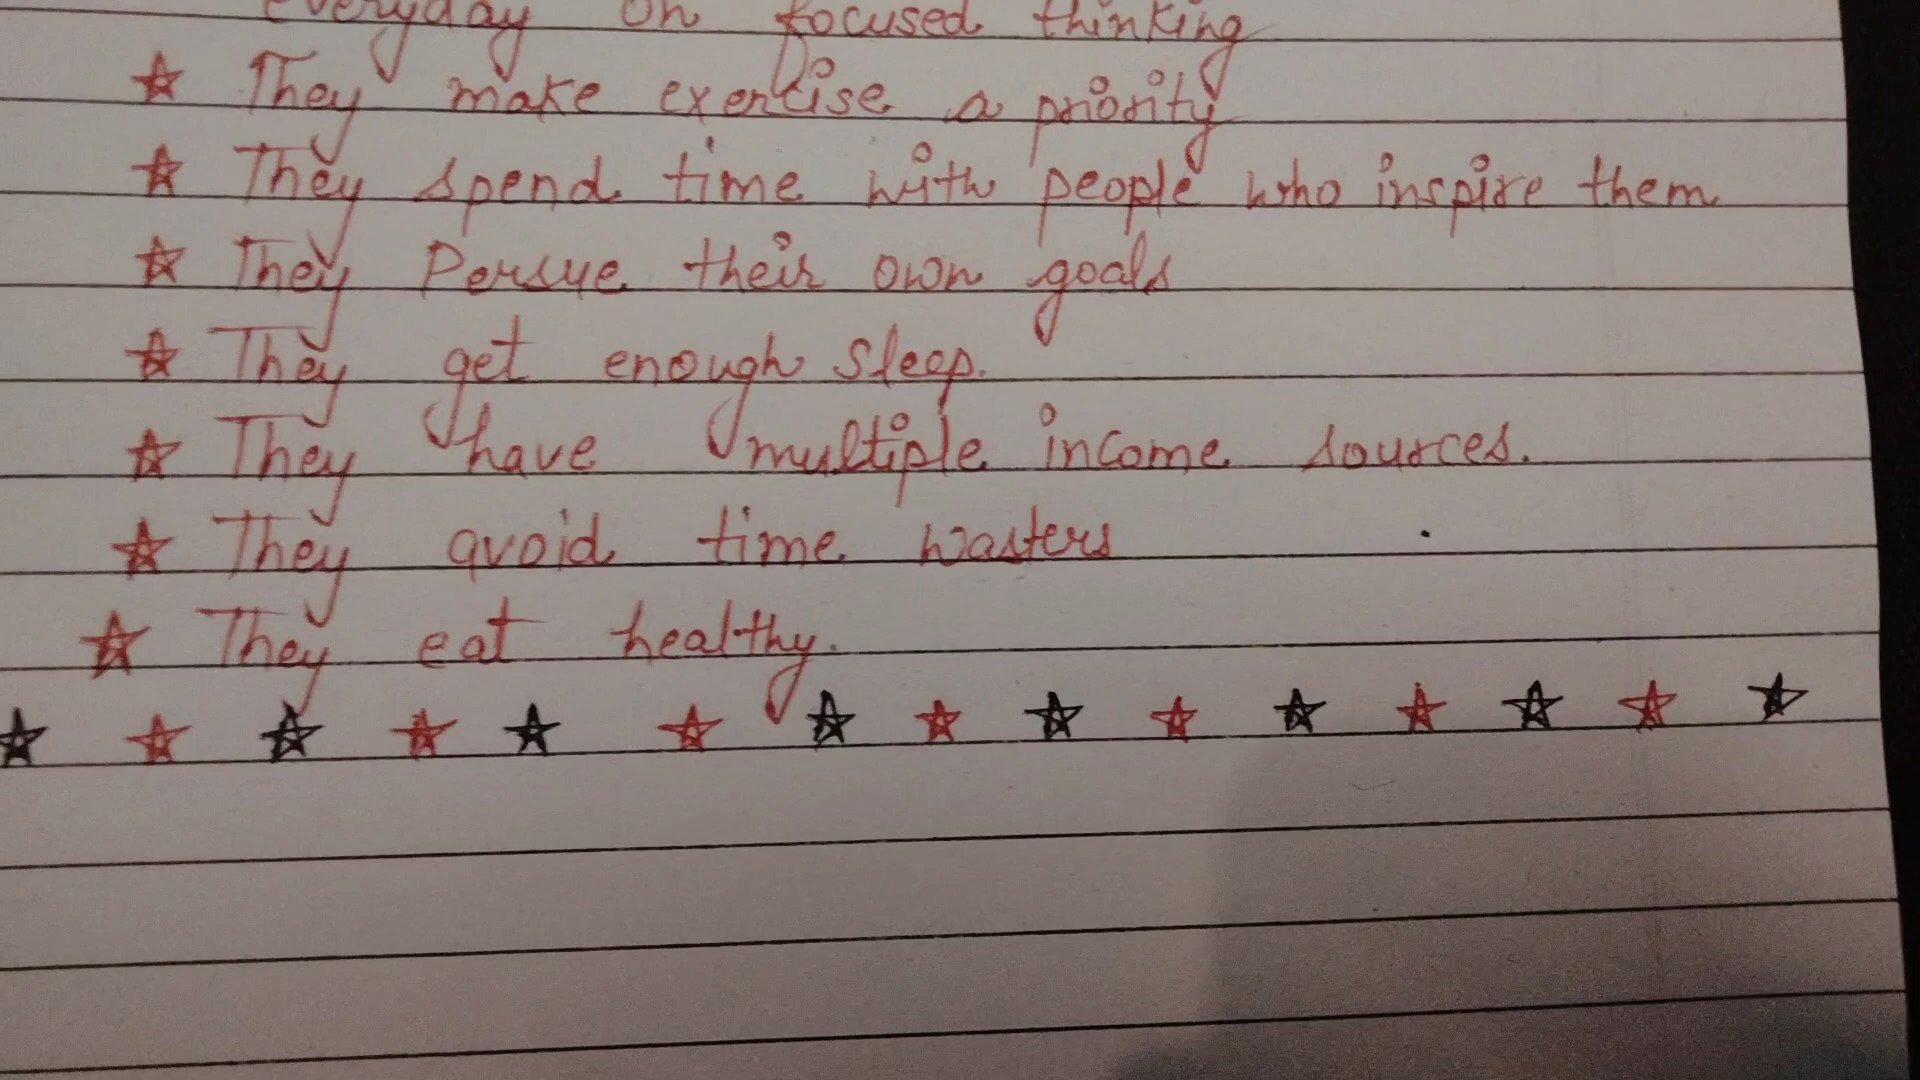 everyday on focused thinking
☆ They make exercise a priority
☆ They spend time with people who inspire them
☆ They Persue their own goals
☆ They get enough sleep.
☆ They have multiple income sources.
☆ They avoid time wasters
☆ They eat healthy.